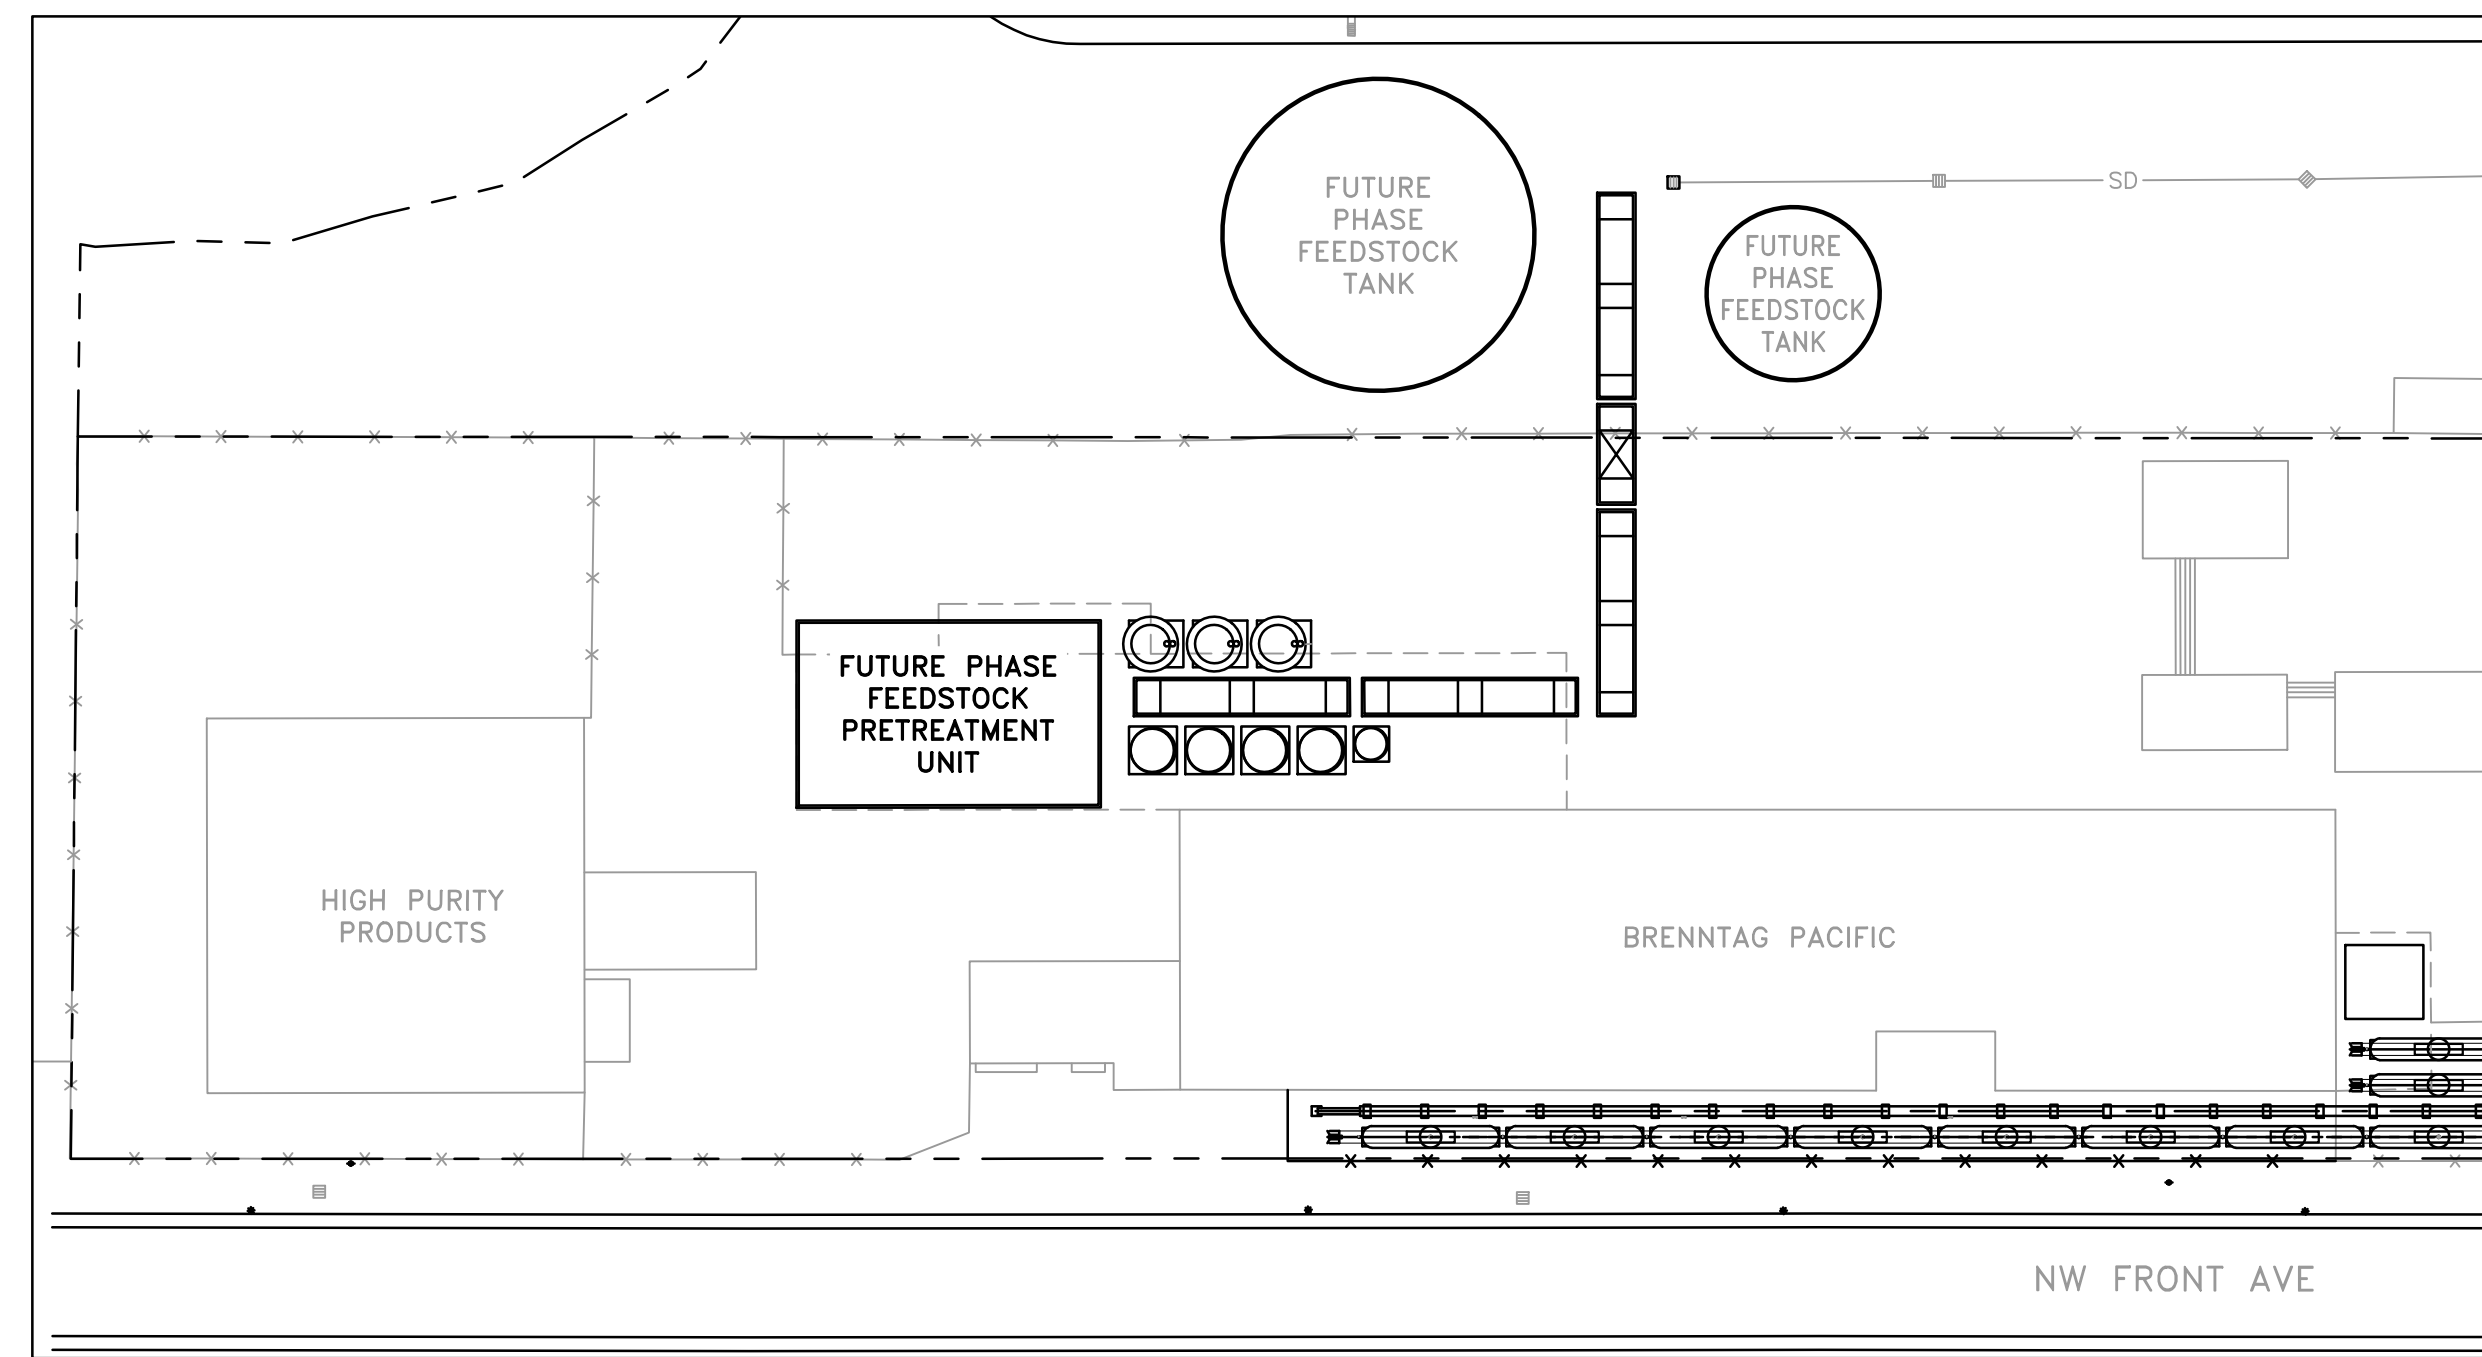 FUTURE
PHASE
FEEDSTOCK
TANK
SD
FUTURE
PHASE
FEEDSTOCK
TANK
FUTURE PHASE
FEEDSTOCK
PRETREATMENT
UNIT
HIGH PURITY
PRODUCTS
BRENNTAG PACIFIC
NW FRONT AVE